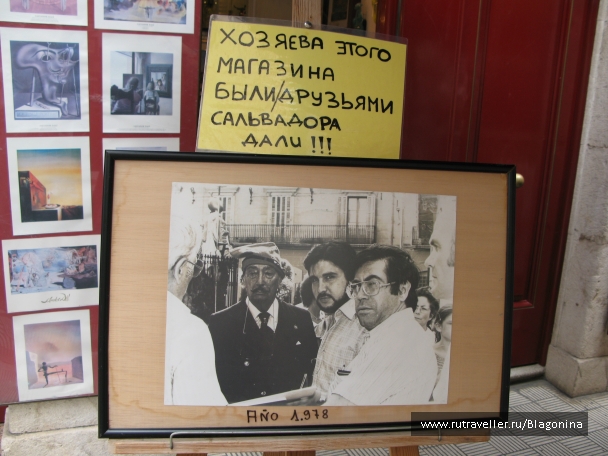 ХОЗЯЕВА ЭТОГО
МАГАЗИНА
БЫЛИ/ДРУЗЬЯМИ
САЛЬВАДОРА
ДАЛИ !!!
AÑO 1.978
www.rutraveller.ru/Blagonina